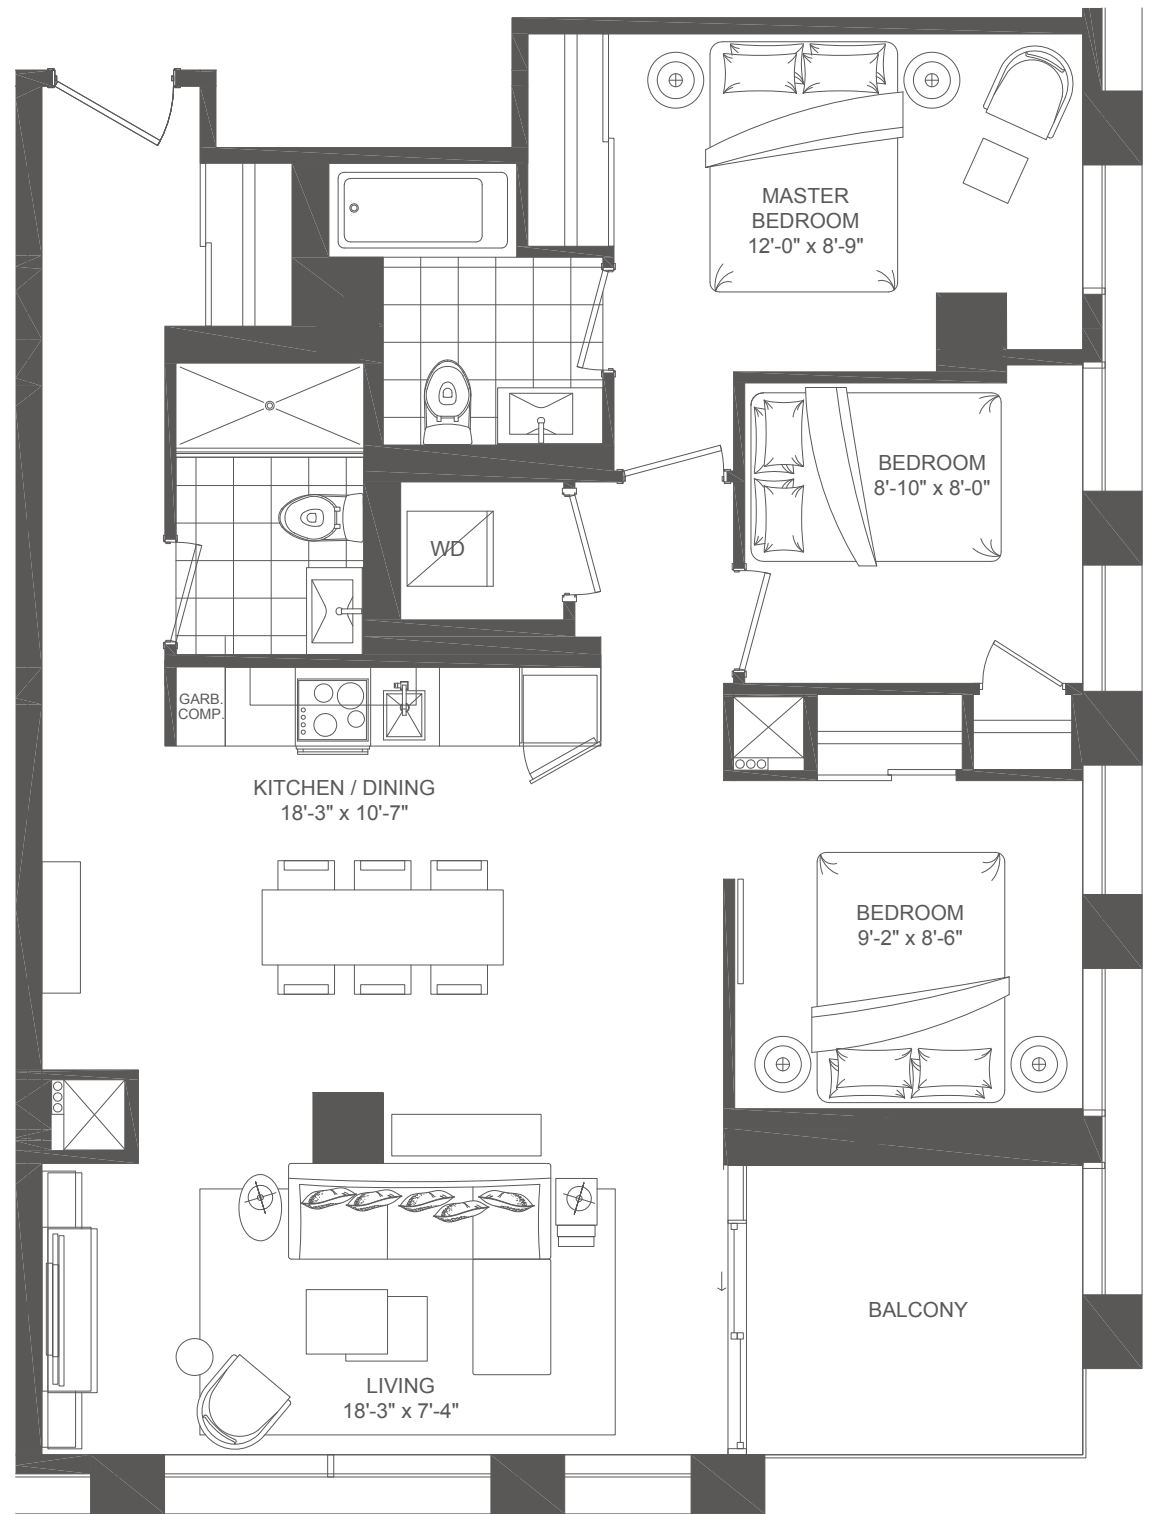 MASTER
BEDROOM
12'-0" x 8'-9"
BEDROOM
8'-10" x 8'-0"
WD
GARB.
COMP.
KITCHEN / DINING
18'-3" x 10'-7"
BEDROOM
9'-2" x 8'-6"
BALCONY
LIVING
18'-3" x 7'-4"